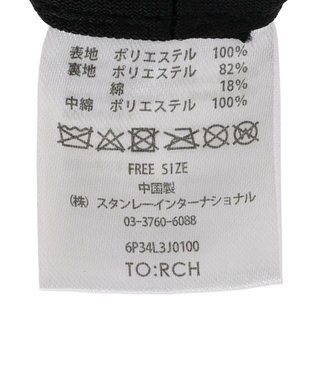 表地 ポリエステル 100%
裏地 ポリエステル 82%
綿 18%
中綿 ポリエステル 100%
FREE SIZE
中国製
(株) スタンレーインターナショナル
03-3760-6088
6P34L3J0100
TO:RCH